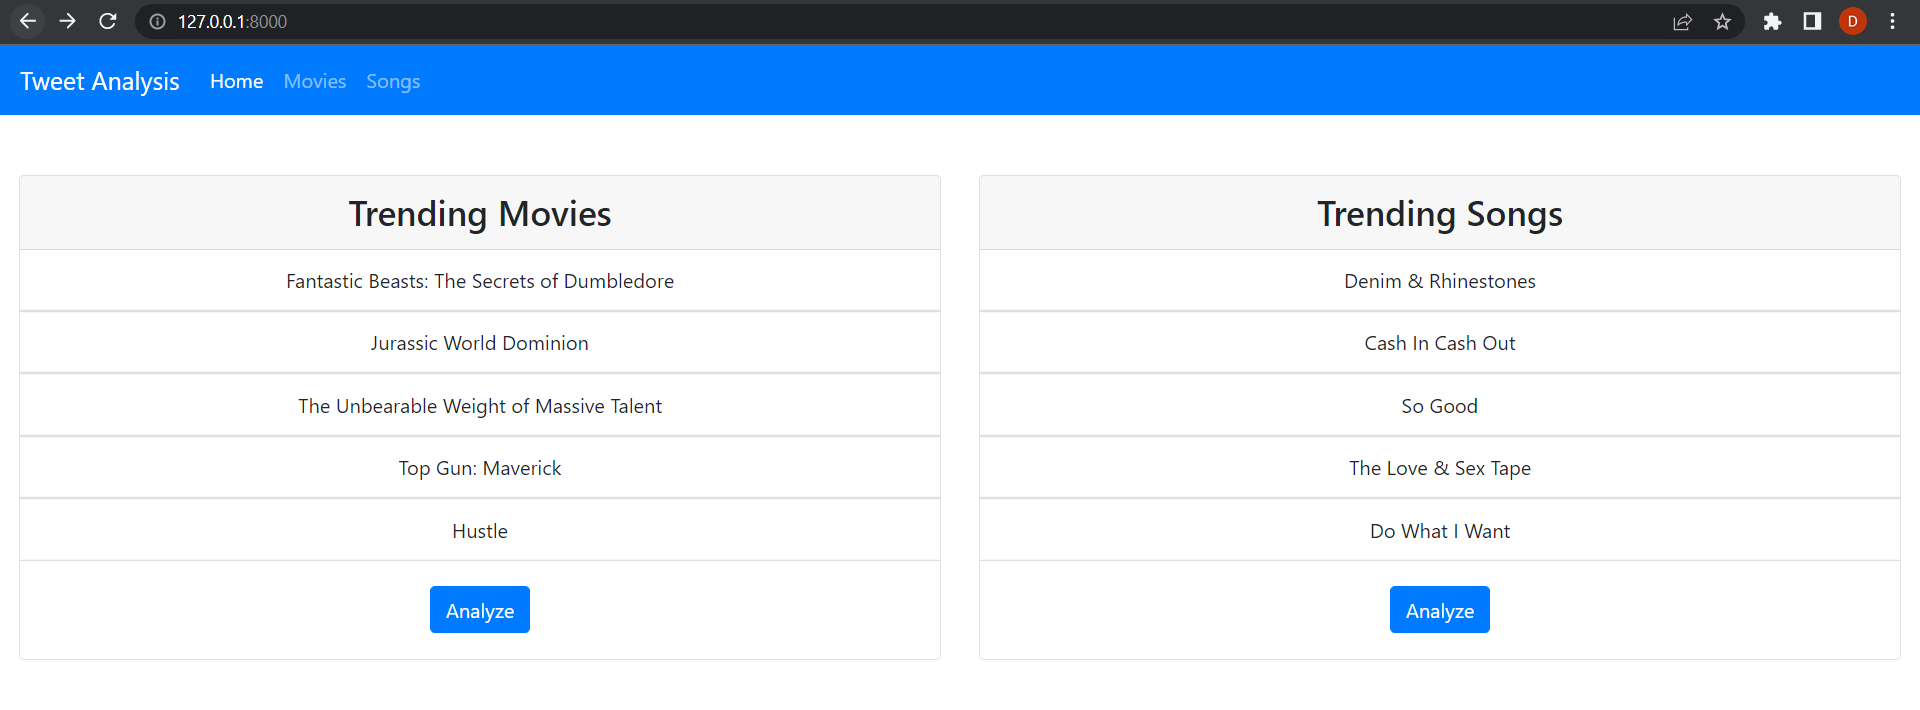 127.0.0.1:8000
D
Tweet Analysis Home Movies Songs
Trending Movies
Fantastic Beasts: The Secrets of Dumbledore
Jurassic World Dominion
The Unbearable Weight of Massive Talent
Top Gun: Maverick
Hustle
Analyze
Trending Songs
Denim & Rhinestones
Cash In Cash Out
So Good
The Love & Sex Tape
Do What I Want
Analyze